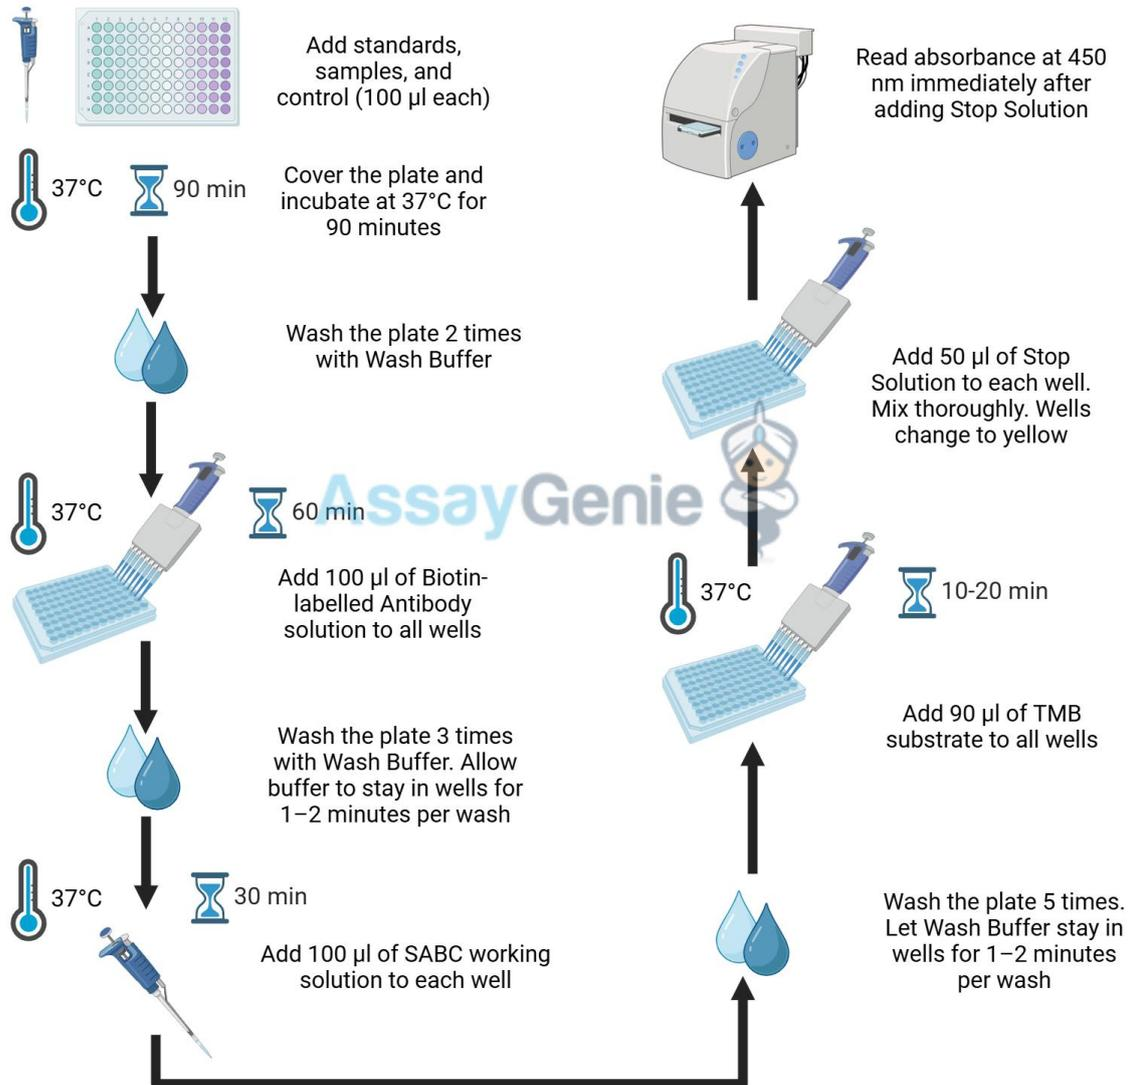 Add standards,
samples, and
control (100 µl each)
37°C
90 min
Cover the plate and
incubate at 37°C for
90 minutes
Wash the plate 2 times
with Wash Buffer
37°C
60 min
Add 100 µl of Biotin-
labelled Antibody
solution to all wells
Wash the plate 3 times
with Wash Buffer. Allow
buffer to stay in wells for
1–2 minutes per wash
37°C
30 min
Add 100 µl of SABC working
solution to each well
Wash the plate 5 times.
Let Wash Buffer stay in
wells for 1–2 minutes
per wash
37°C
10-20 min
Add 90 µl of TMB
substrate to all wells
Add 50 µl of Stop
Solution to each well.
Mix thoroughly. Wells
change to yellow
Read absorbance at 450
nm immediately after
adding Stop Solution
AssayGenie